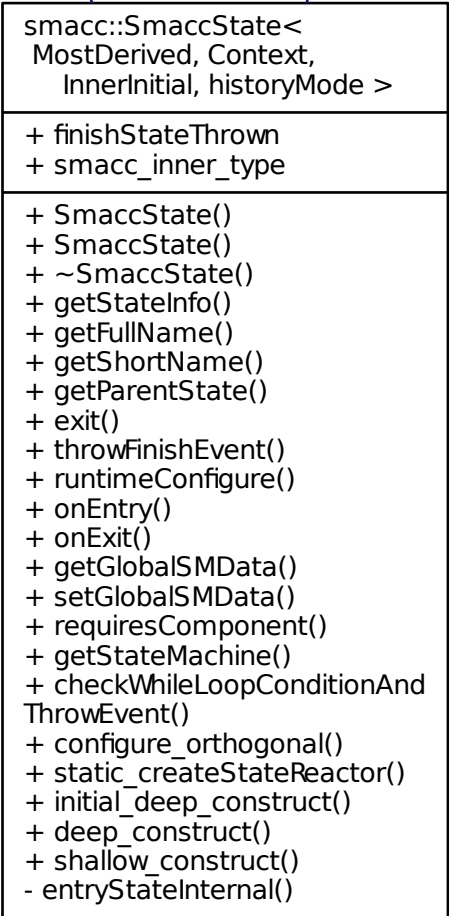 smacc::SmaccState<
MostDerived, Context,
InnerInitial, historyMode >
+ finishStateThrown
+ smacc_inner_type
+ SmaccState()
+ SmaccState()
+ ~SmaccState()
+ getStateInfo()
+ getFullName()
+ getShortName()
+ getParentState()
+ exit()
+ throwFinishEvent()
+ runtimeConfigure()
+ onEntry()
+ onExit()
+ getGlobalSMData()
+ setGlobalSMData()
+ requiresComponent()
+ getStateMachine()
+ checkWhileLoopConditionAnd
ThrowEvent()
+ configure_orthogonal()
+ static_createStateReactor()
+ initial_deep_construct()
+ deep_construct()
+ shallow_construct()
- entryStateInternal()